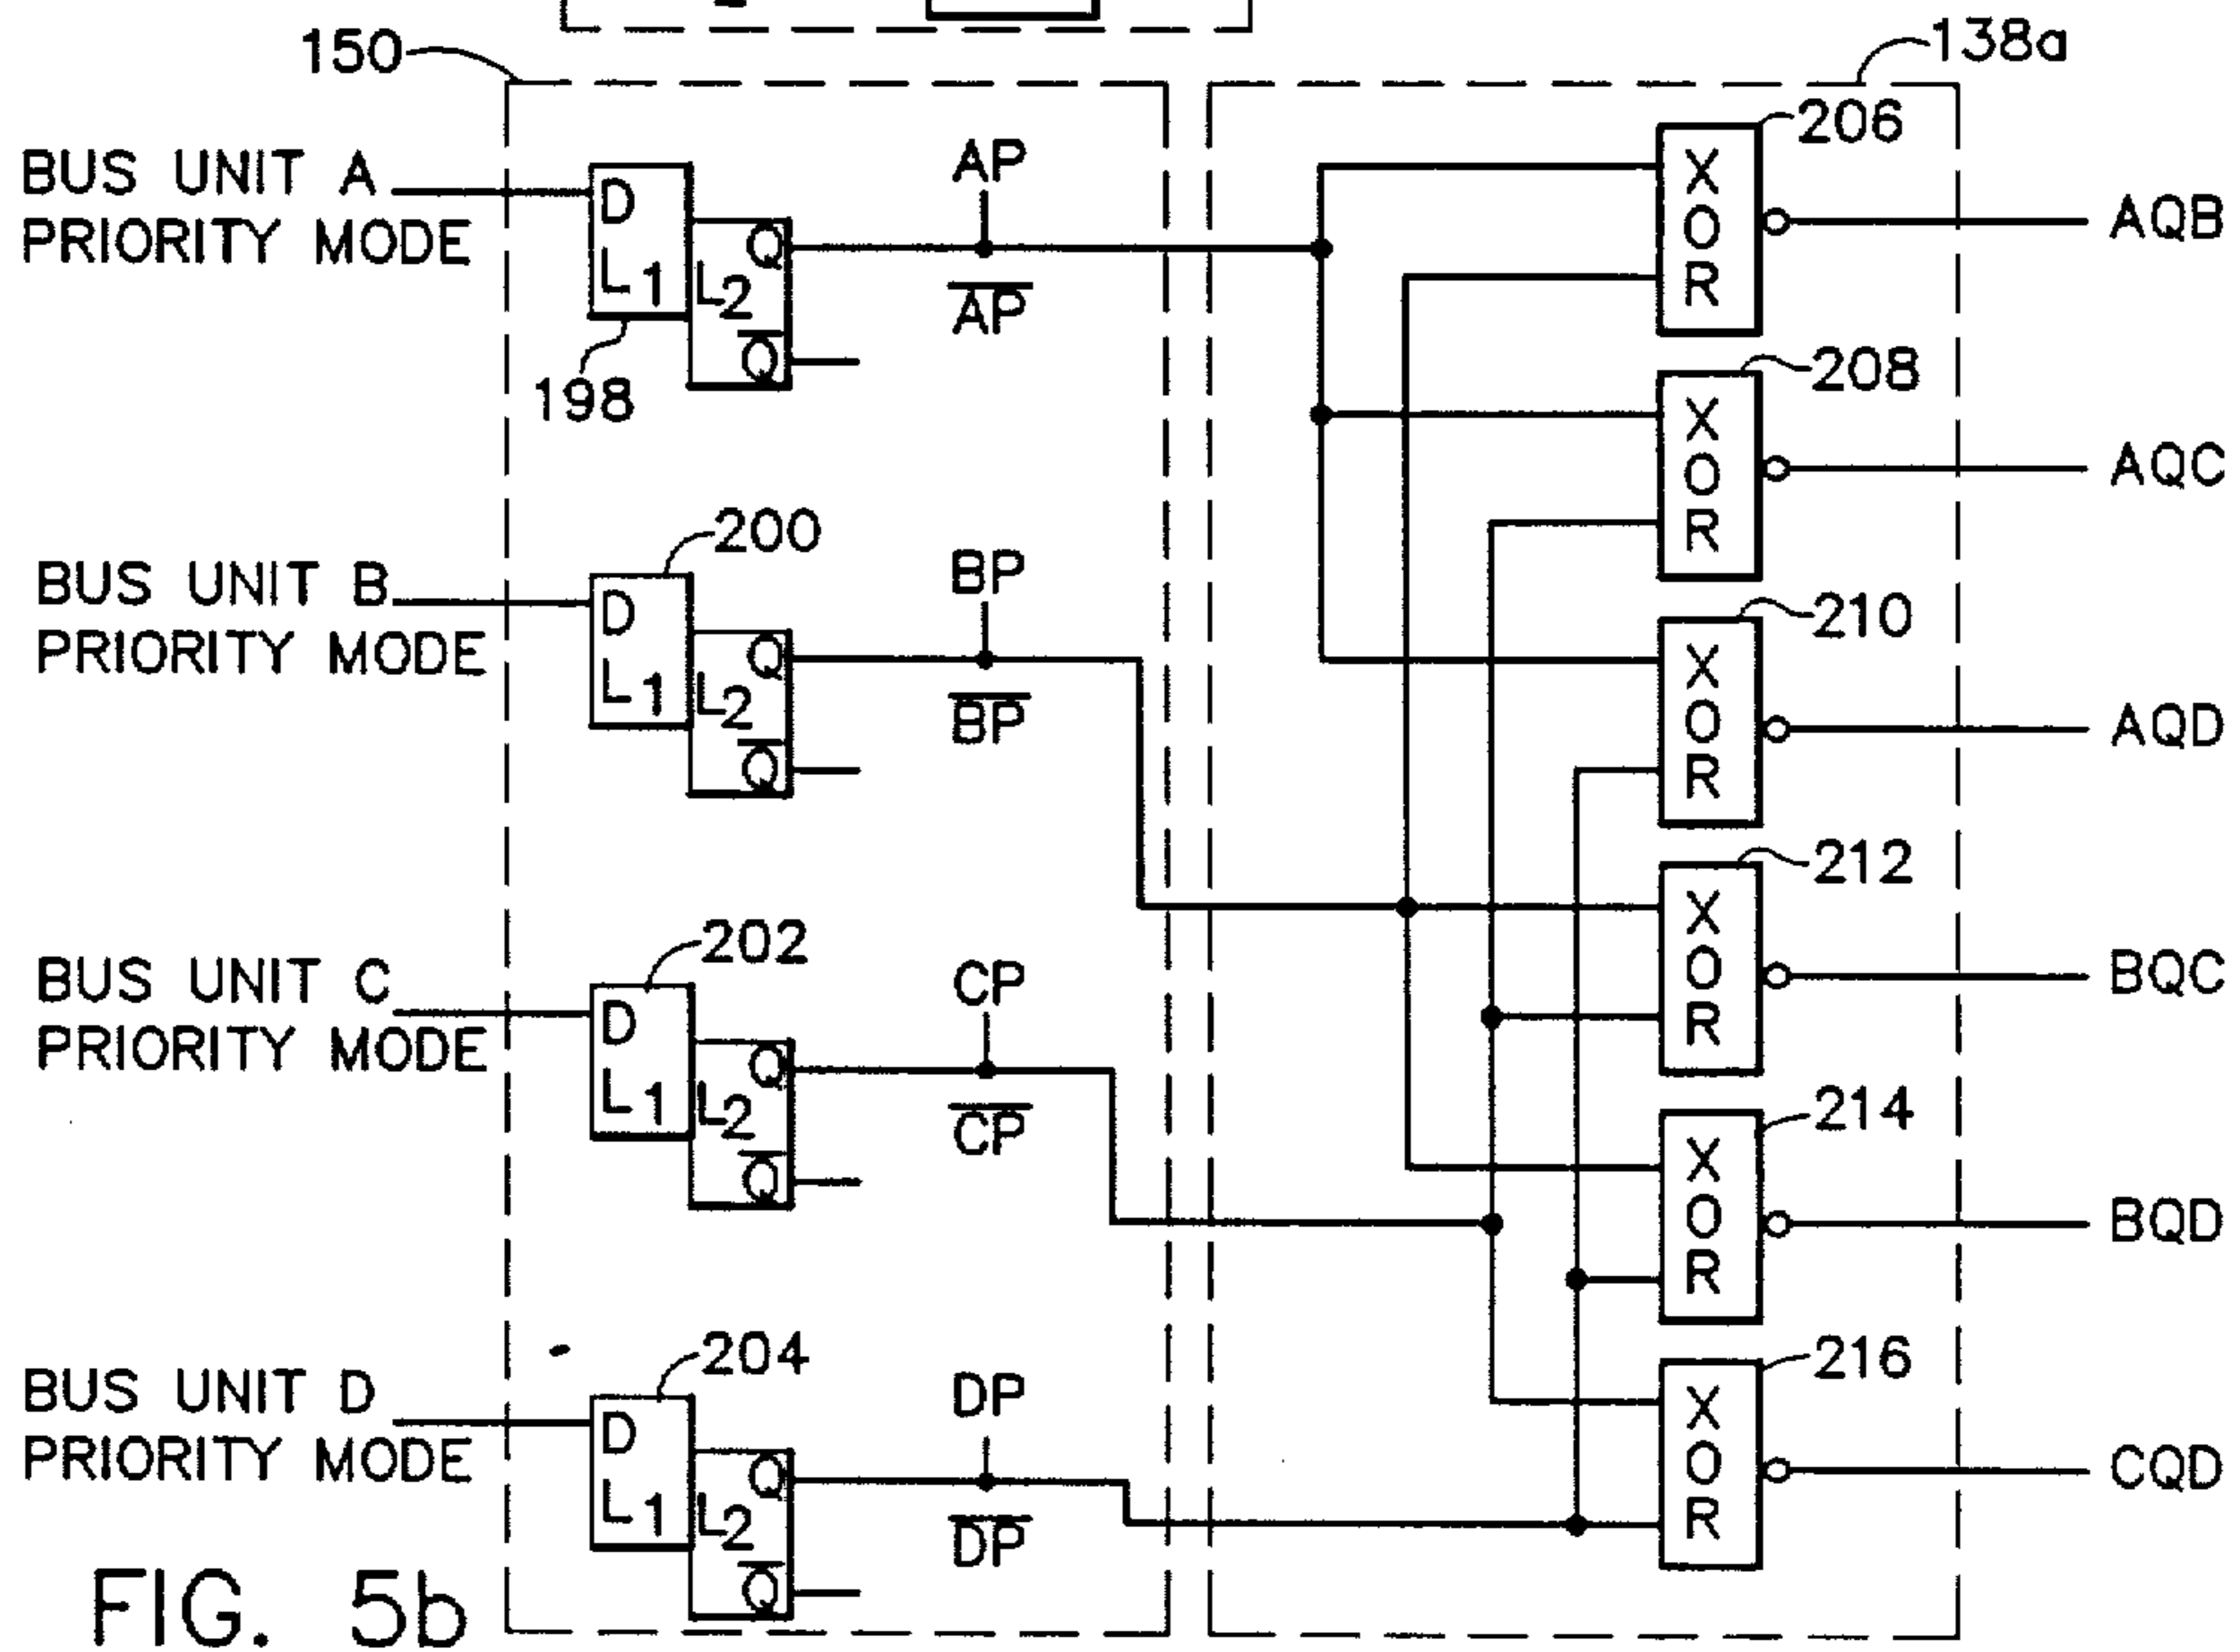 150
138a
BUS UNIT A
PRIORITY MODE
D
L1 L2
Q
Q̅
198
AP
A̅P̅
XOR
206
AQB
XOR
208
AQC
BUS UNIT B
PRIORITY MODE
200
D
L1 L2
Q
Q̅
BP
B̅P̅
XOR
210
AQD
XOR
212
BQC
BUS UNIT C
PRIORITY MODE
202
D
L1 L2
Q
Q̅
CP
C̅P̅
XOR
214
BQD
BUS UNIT D
PRIORITY MODE
204
D
L1 L2
Q
Q̅
DP
D̅P̅
XOR
216
CQD
FIG. 5b